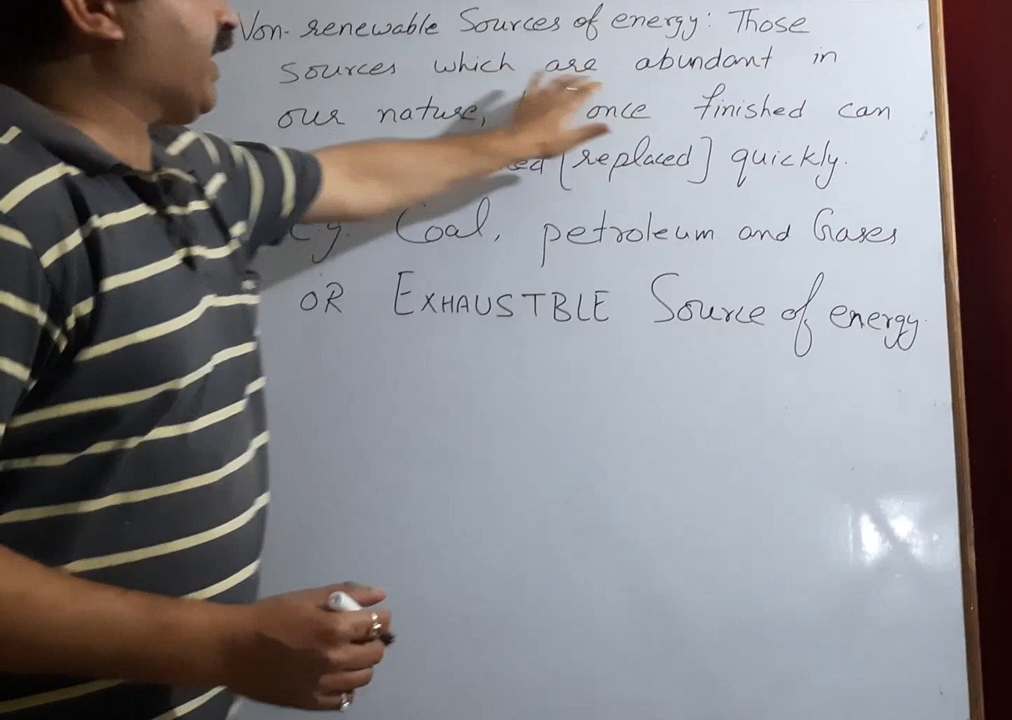 Non-renewable Sources of energy: Those
sources which are abundant in
our nature, once finished can
[replaced] quickly.
e.g. Coal, petroleum and Gases
OR EXHAUSTBLE Source of energy